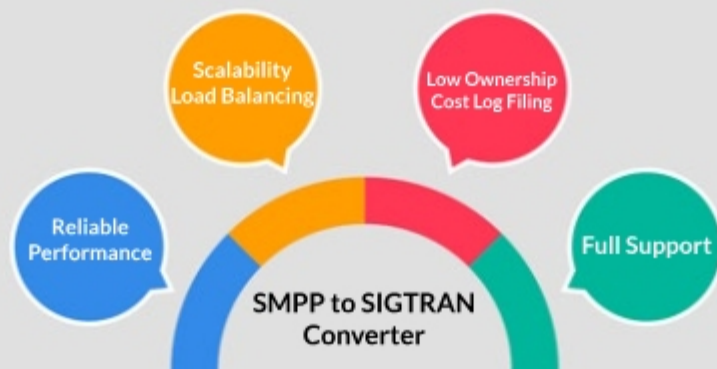 Scalability
Load Balancing
Low Ownership
Cost Log Filing
Reliable
Performance
Full Support
SMPP to SIGTRAN
Converter